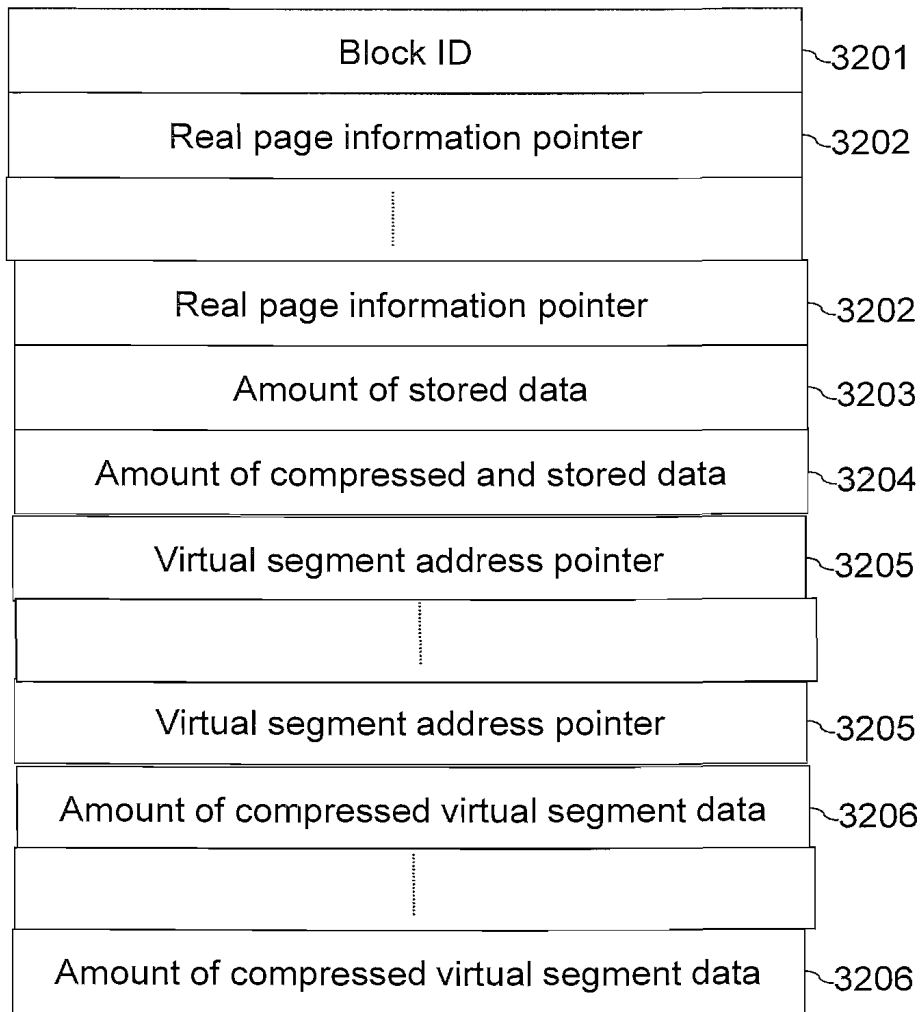 Block ID 3201
Real page information pointer 3202
Real page information pointer 3202
Amount of stored data 3203
Amount of compressed and stored data 3204
Virtual segment address pointer 3205
Virtual segment address pointer 3205
Amount of compressed virtual segment data 3206
Amount of compressed virtual segment data 3206